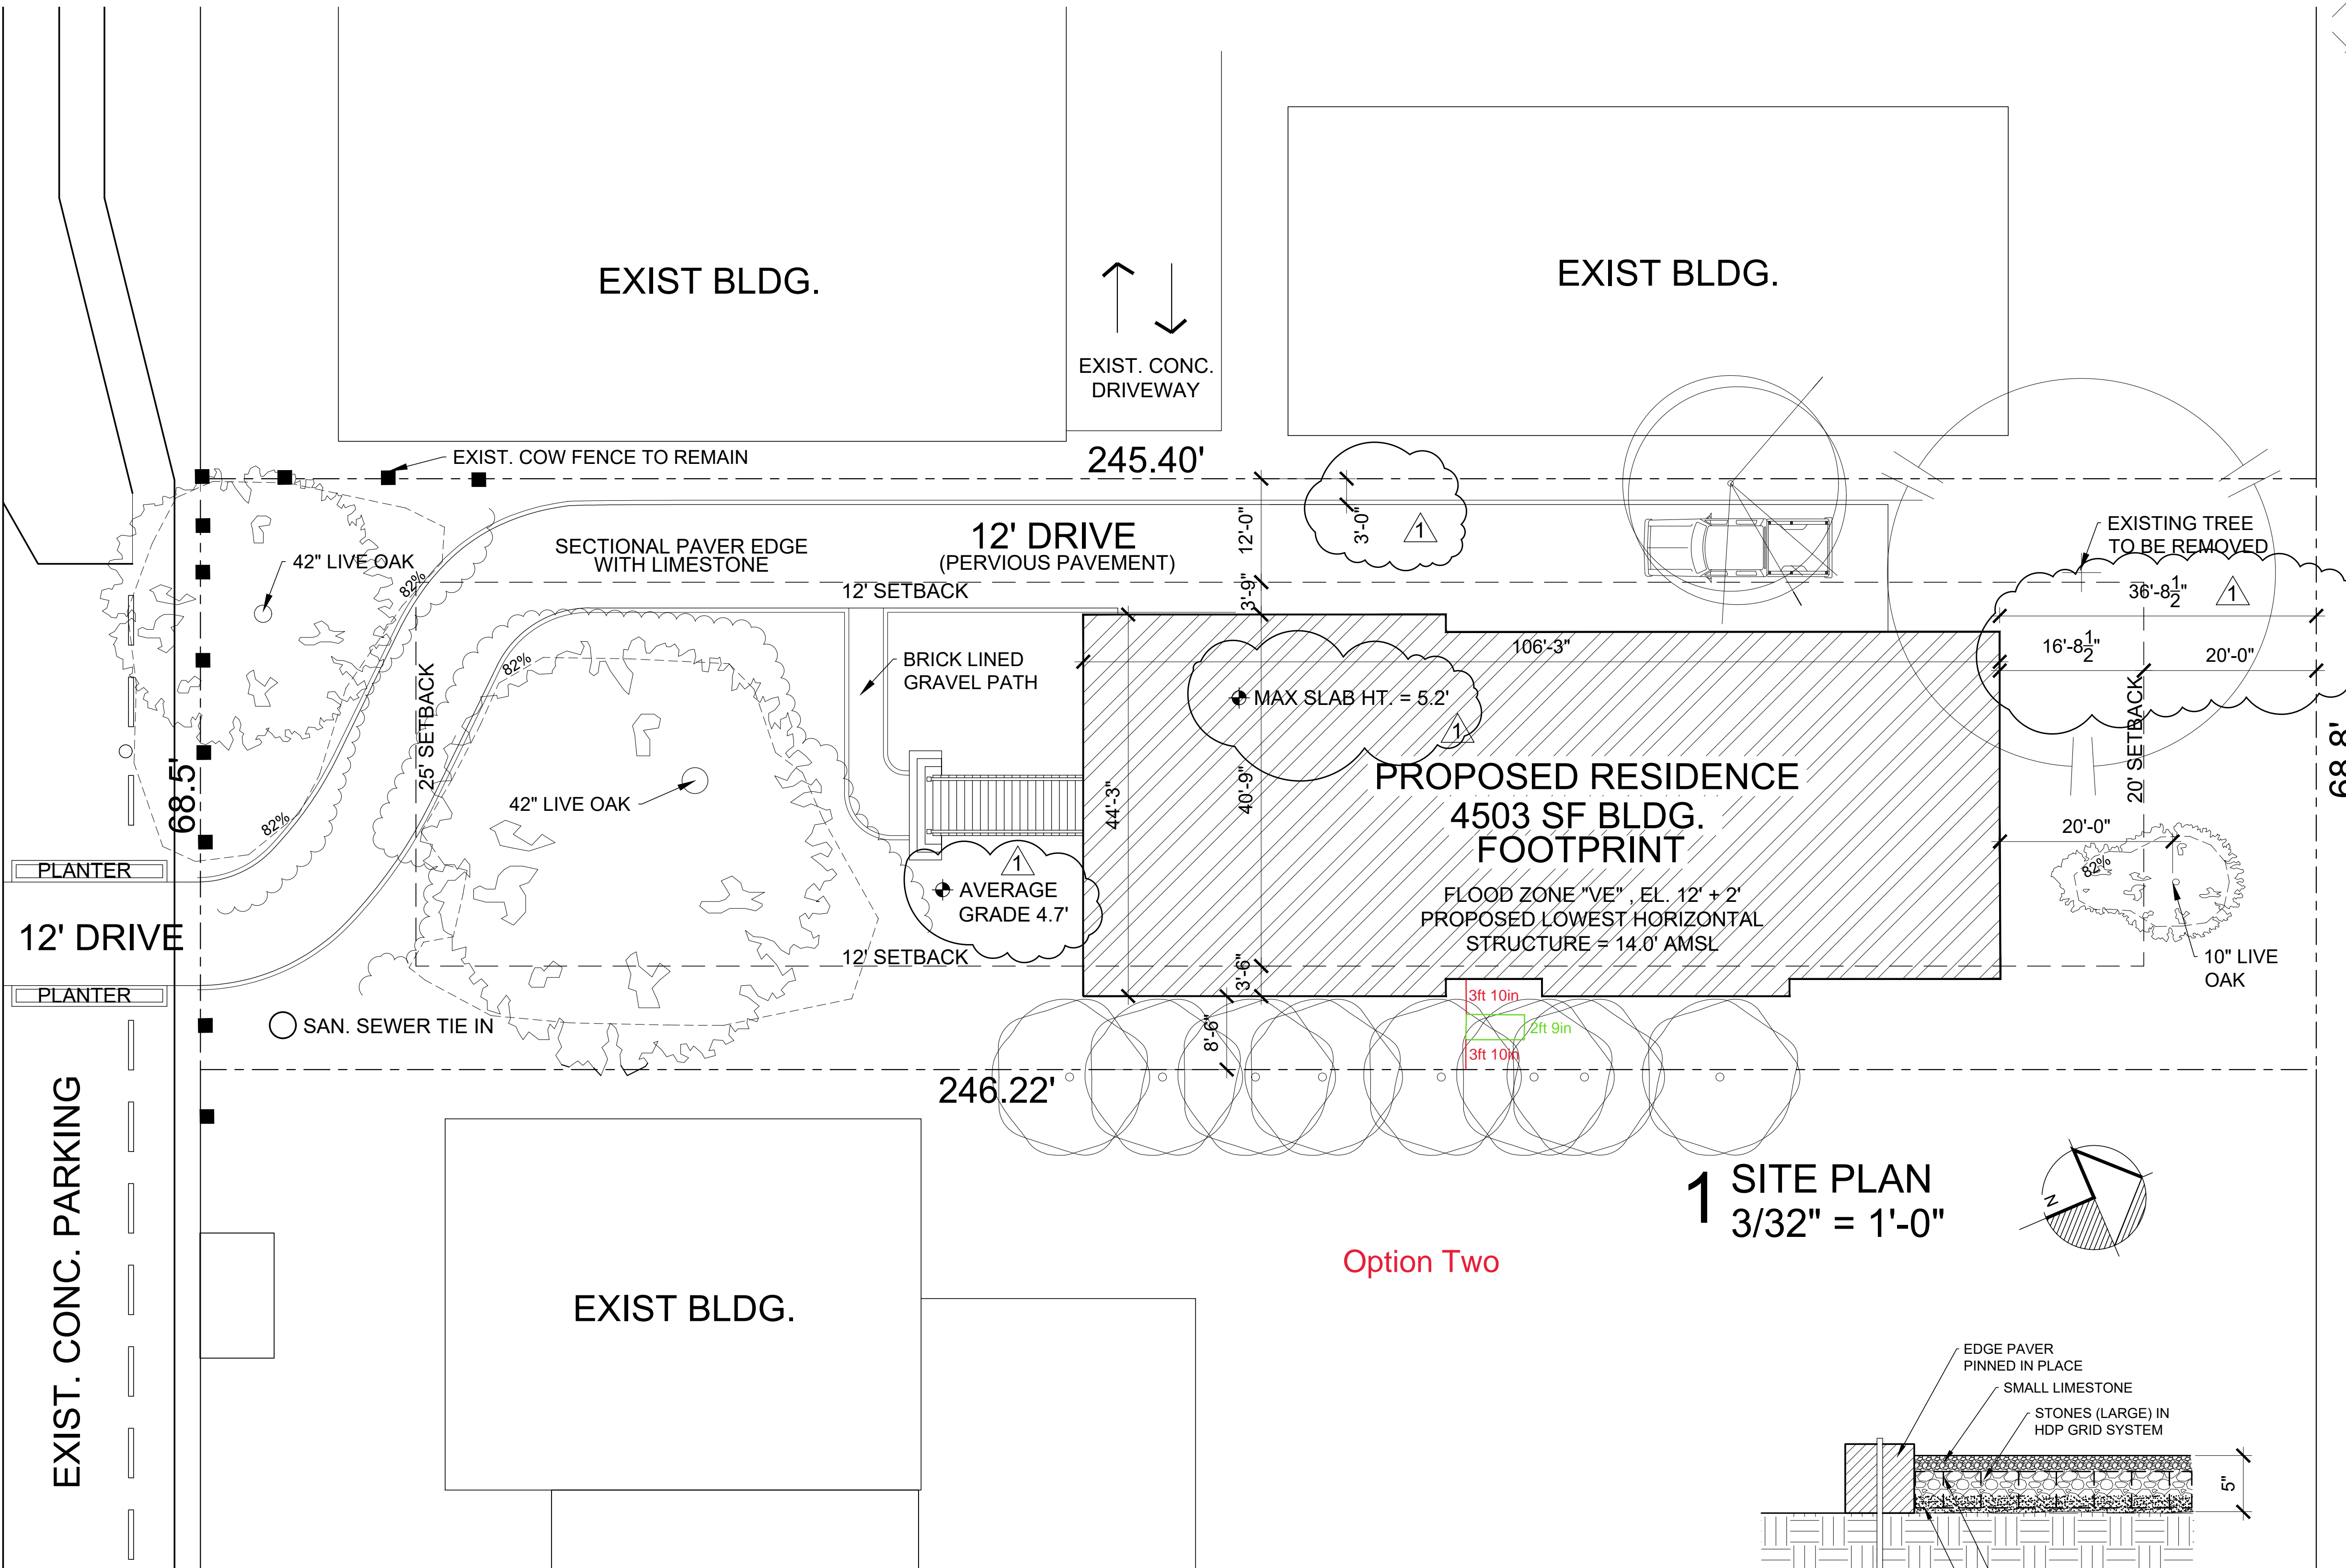 EXIST BLDG.
EXIST BLDG.
EXIST. CONC.
DRIVEWAY
245.40'
EXIST. COW FENCE TO REMAIN
42" LIVE OAK
82%
SECTIONAL PAVER EDGE
WITH LIMESTONE
12' DRIVE
(PERVIOUS PAVEMENT)
12' SETBACK
12'-0"
3'-0"
1
3'-9"
EXISTING TREE
TO BE REMOVED
36'-8 1/2"
1
16'-8 1/2"
20'-0"
106'-3"
82%
25' SETBACK
BRICK LINED
GRAVEL PATH
MAX SLAB HT. = 5.2'
1
20' SETBACK
68.5'
68.8'
42" LIVE OAK
82%
44'-3"
40'-9"
PROPOSED RESIDENCE
4503 SF BLDG.
FOOTPRINT
20'-0"
82%
PLANTER
1
AVERAGE
GRADE 4.7'
FLOOD ZONE "VE" , EL. 12' + 2'
PROPOSED LOWEST HORIZONTAL
STRUCTURE = 14.0' AMSL
12' DRIVE
12' SETBACK
3'-6"
10" LIVE
OAK
PLANTER
SAN. SEWER TIE IN
8'-6"
3ft 10in
2ft 9in
3ft 10in
246.22'
EXIST. CONC. PARKING
1
SITE PLAN
3/32" = 1'-0"
N
Option Two
EXIST BLDG.
EDGE PAVER
PINNED IN PLACE
SMALL LIMESTONE
STONES (LARGE) IN
HDP GRID SYSTEM
5"